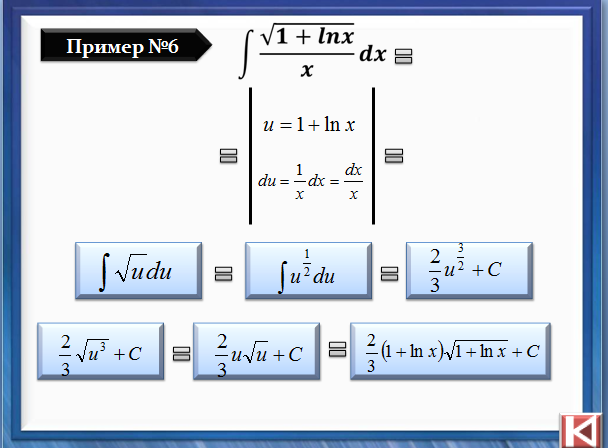 Пример №6
∫ √(1 + lnx)/x dx =
= | u = 1 + ln x
du = 1/x dx = dx/x | =
∫ √u du = ∫ u^(1/2) du = 2/3 u^(3/2) + C
2/3 √(u³) + C = 2/3 u√u + C = 2/3 (1 + ln x)√(1 + ln x) + C